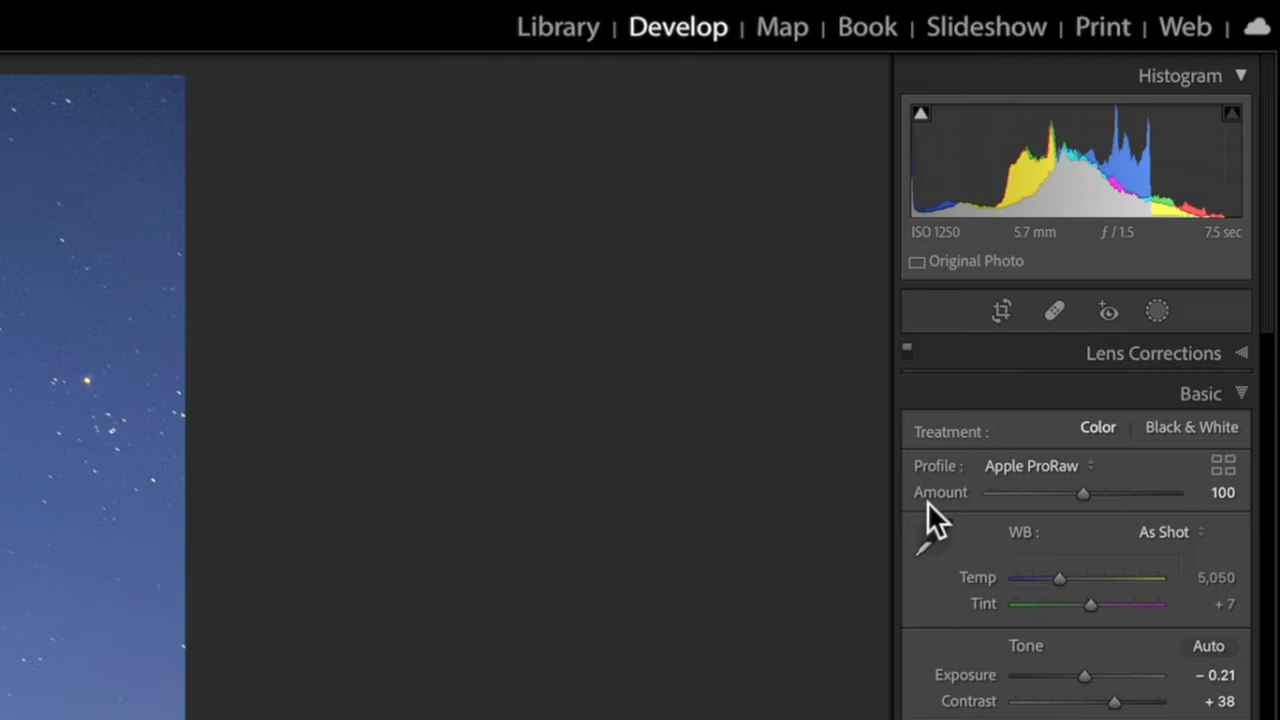 Library | Develop | Map | Book | Slideshow | Print | Web |
Histogram
ISO 1250 5.7 mm ƒ / 1.5 7.5 sec
Original Photo
Lens Corrections
Basic
Treatment : Color | Black & White
Profile : Apple ProRaw
Amount 100
WB : As Shot
Temp 5,050
Tint + 7
Tone Auto
Exposure − 0.21
Contrast + 38